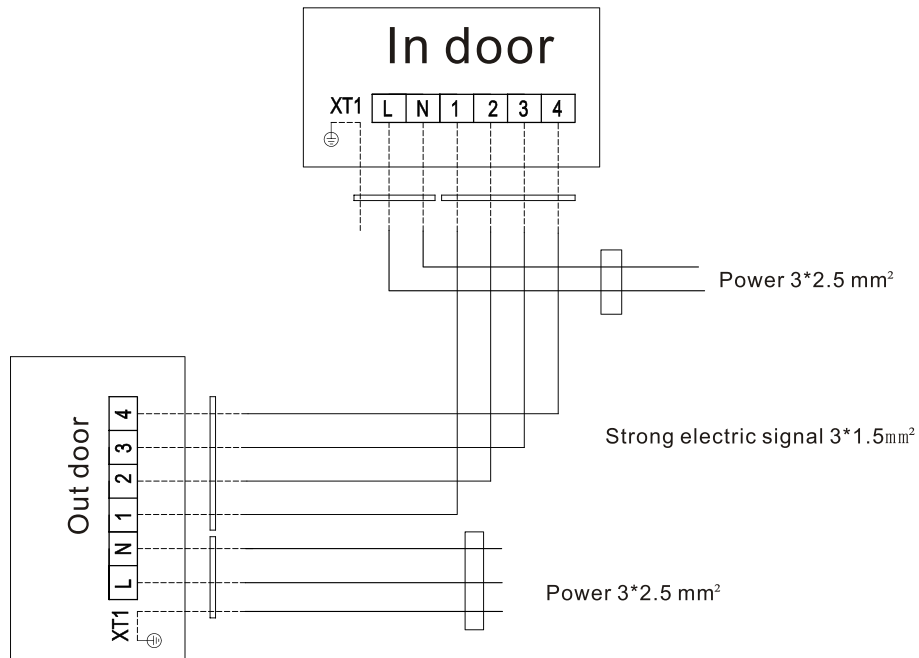 In door
XT1 L N 1 2 3 4
Power 3*2.5 mm²
Strong electric signal 3*1.5mm²
Out door
4
3
2
1
N
L
XT1
Power 3*2.5 mm²